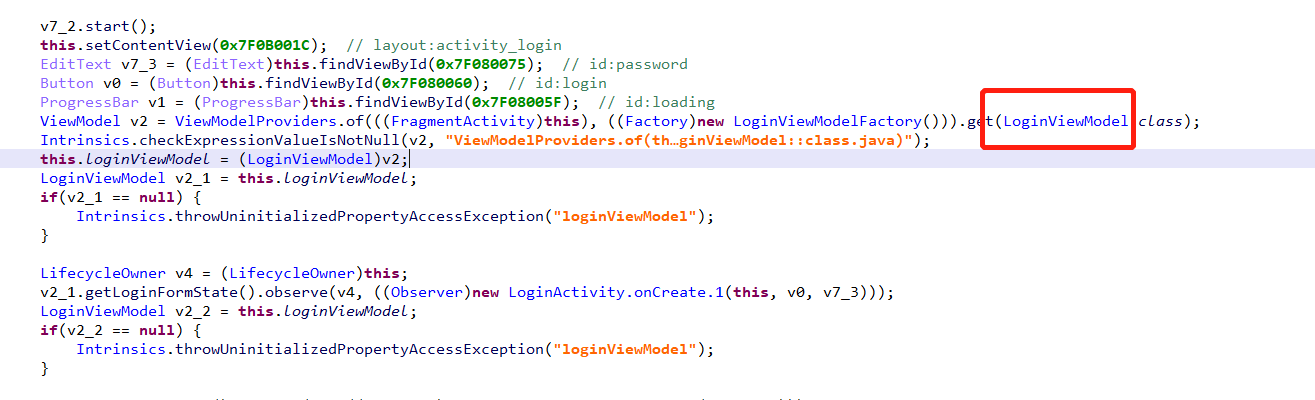 v7_2.start();
this.setContentView(0x7F0B001C);  // layout:activity_login
EditText v7_3 = (EditText)this.findViewById(0x7F080075);  // id:password
Button v0 = (Button)this.findViewById(0x7F080060);  // id:login
ProgressBar v1 = (ProgressBar)this.findViewById(0x7F08005F);  // id:loading
ViewModel v2 = ViewModelProviders.of(((FragmentActivity)this), ((Factory)new LoginViewModelFactory())).get(LoginViewModel.class);
Intrinsics.checkExpressionValueIsNotNull(v2, "ViewModelProviders.of(th…ginViewModel::class.java)");
this.loginViewModel = (LoginViewModel)v2;
LoginViewModel v2_1 = this.loginViewModel;
if(v2_1 == null) {
    Intrinsics.throwUninitializedPropertyAccessException("loginViewModel");
}
LifecycleOwner v4 = (LifecycleOwner)this;
v2_1.getLoginFormState().observe(v4, ((Observer)new LoginActivity.onCreate.1(this, v0, v7_3)));
LoginViewModel v2_2 = this.loginViewModel;
if(v2_2 == null) {
    Intrinsics.throwUninitializedPropertyAccessException("loginViewModel");
}